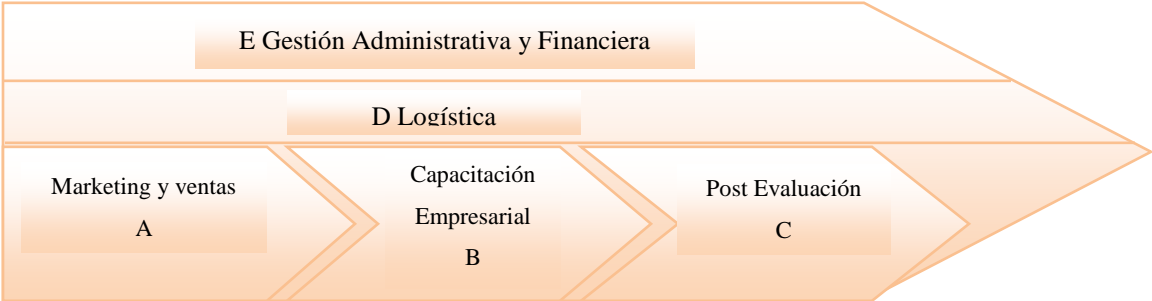 E Gestión Administrativa y Financiera
D Logística
Marketing y ventas
A
Capacitación
Empresarial
B
Post Evaluación
C